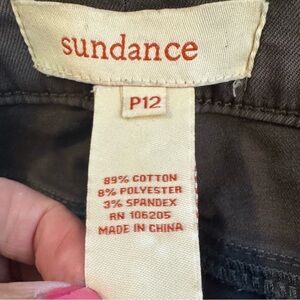 sundance
P12
89% COTTON
8% POLYESTER
3% SPANDEX
RN 106205
MADE IN CHINA